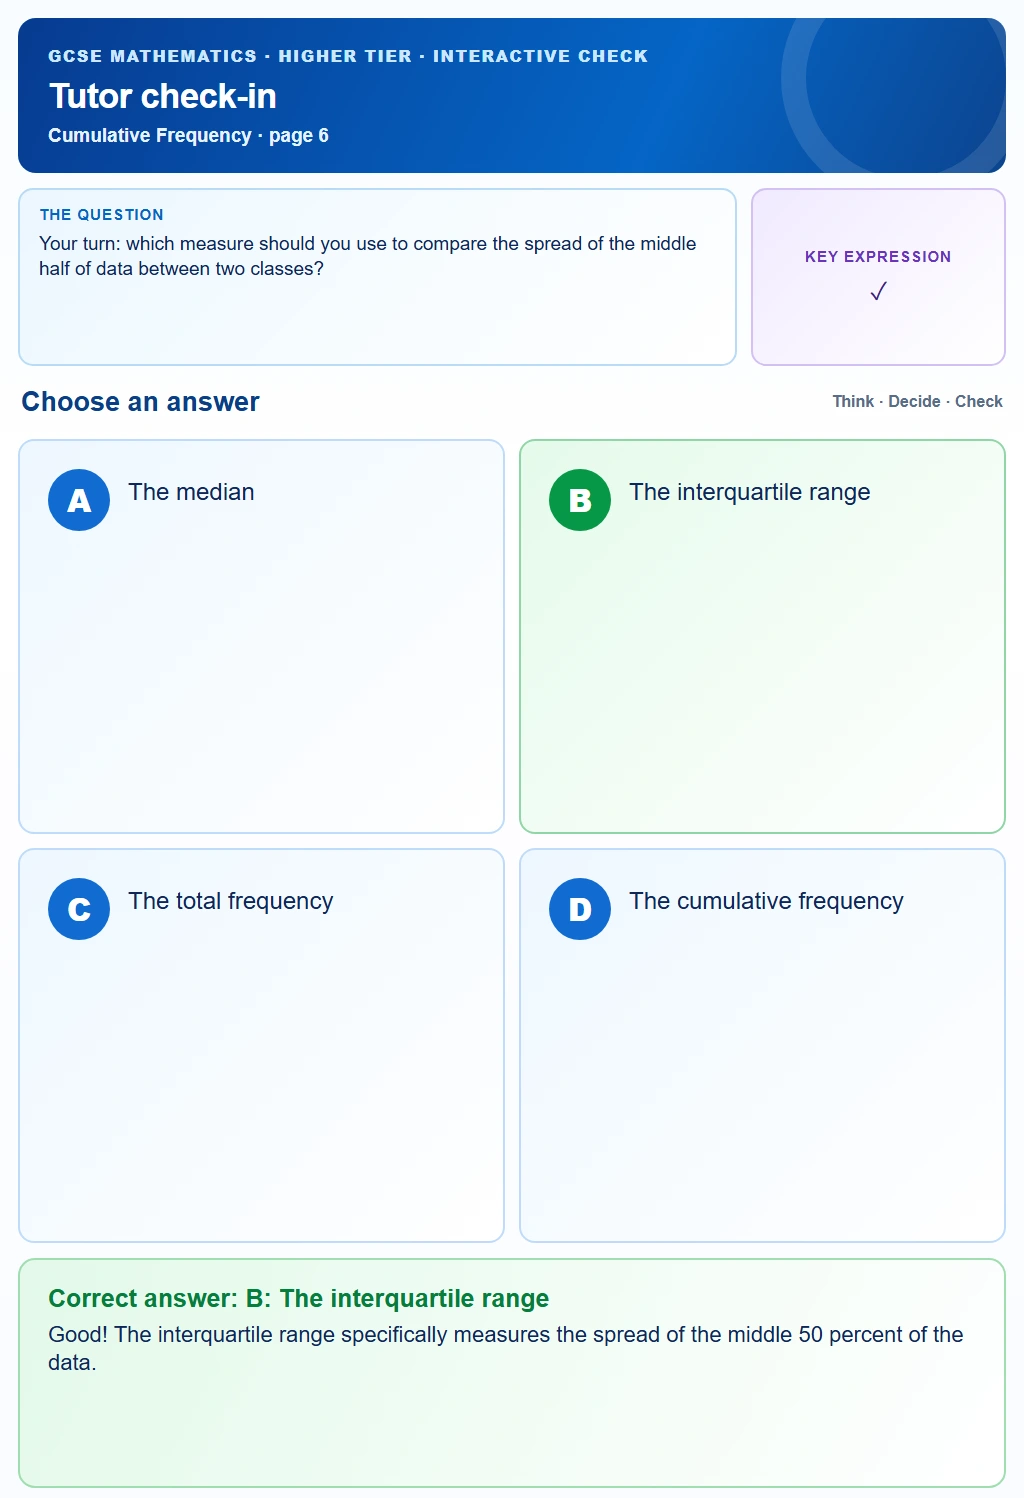 GCSE MATHEMATICS · HIGHER TIER · INTERACTIVE CHECK
Tutor check-in
Cumulative Frequency · page 6
THE QUESTION
Your turn: which measure should you use to compare the spread of the middle
half of data between two classes?
KEY EXPRESSION
✓
Choose an answer
Think · Decide · Check
A
The median
B
The interquartile range
C
The total frequency
D
The cumulative frequency
Correct answer: B: The interquartile range
Good! The interquartile range specifically measures the spread of the middle 50 percent of the
data.